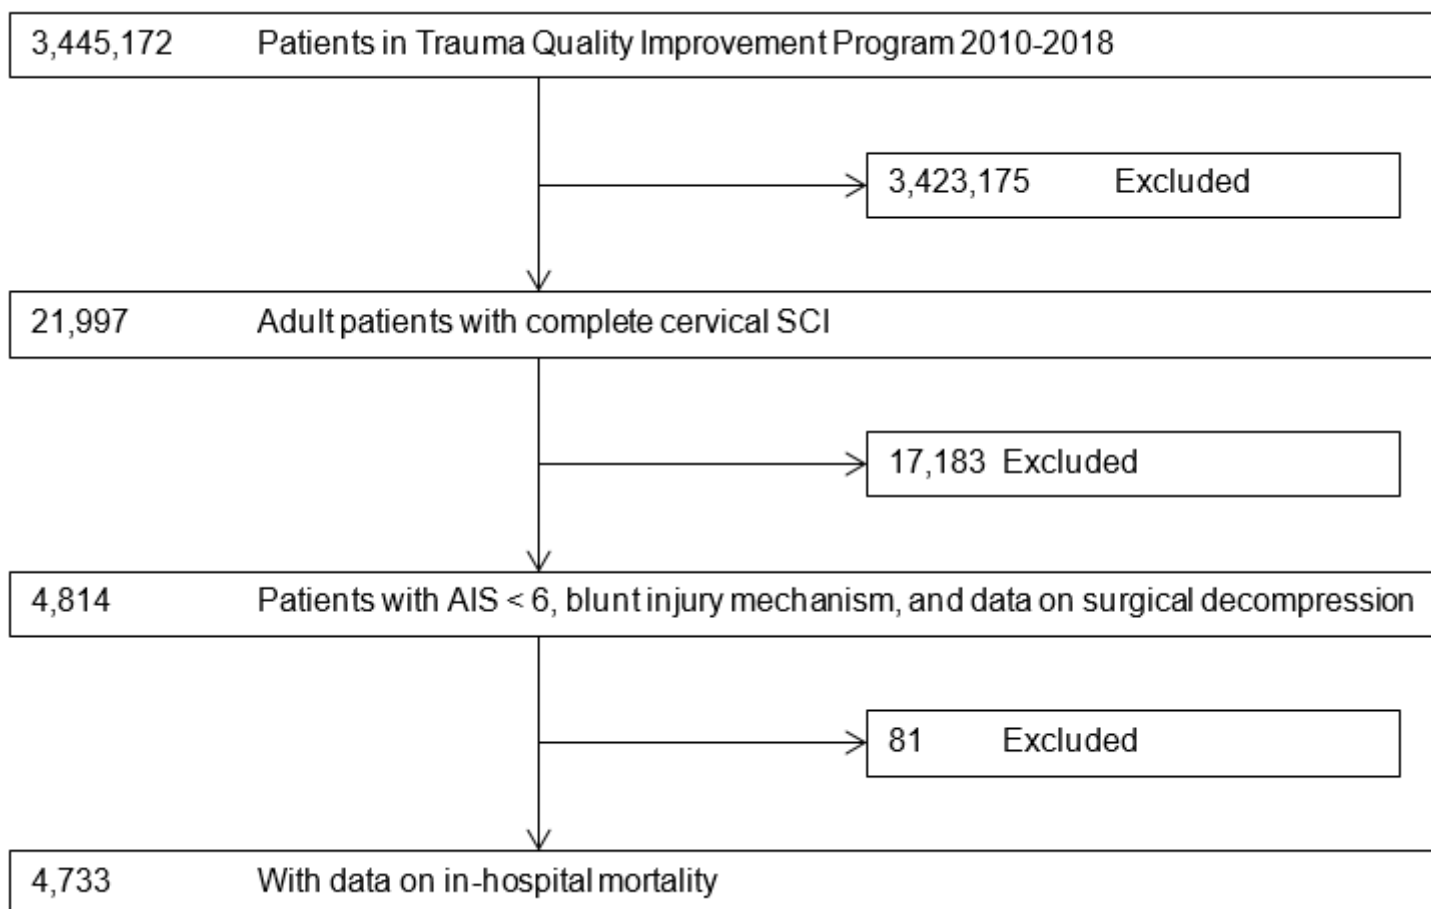 3,445,172 Patients in Trauma Quality Improvement Program 2010-2018
3,423,175 Excluded
21,997 Adult patients with complete cervical SCI
17,183 Excluded
4,814 Patients with AIS < 6, blunt injury mechanism, and data on surgical decompression
81 Excluded
4,733 With data on in-hospital mortality